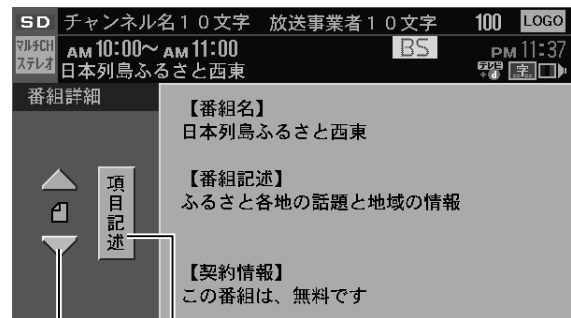 SD チャンネル名１０文字 放送事業者１０文字 100 LOGO
マルチCH ステレオ AM 10:00～AM 11:00 BS PM 11:37
日本列島ふるさと西東 テレビ+♪ 字
番組詳細
【番組名】
日本列島ふるさと西東
項目記述
【番組記述】
ふるさと各地の話題と地域の情報
【契約情報】
この番組は、無料です